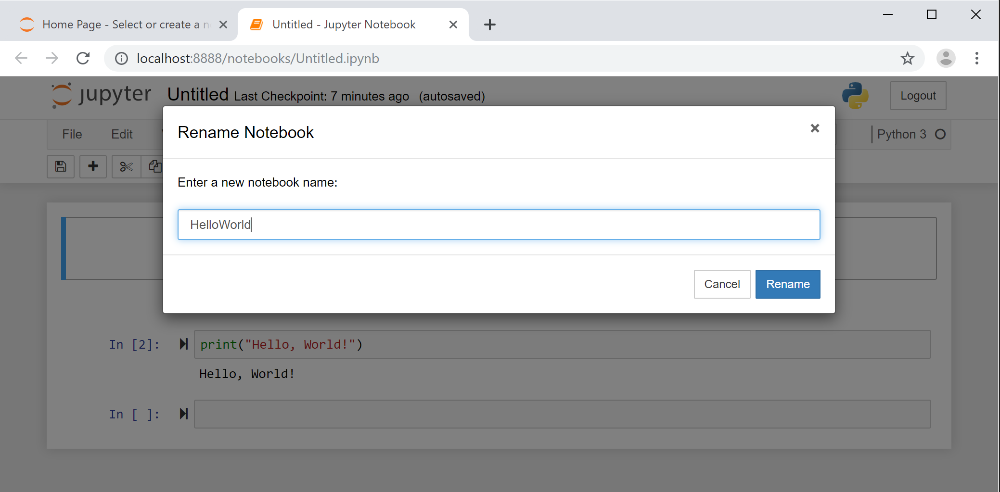 Home Page - Select or create a n
Untitled - Jupyter Notebook
localhost:8888/notebooks/Untitled.ipynb
jupyter Untitled Last Checkpoint: 7 minutes ago (autosaved)
Logout
File Edit
Python 3
Rename Notebook
Enter a new notebook name:
HelloWorld
Cancel Rename
In [2]: print("Hello, World!")
Hello, World!
In [ ]: